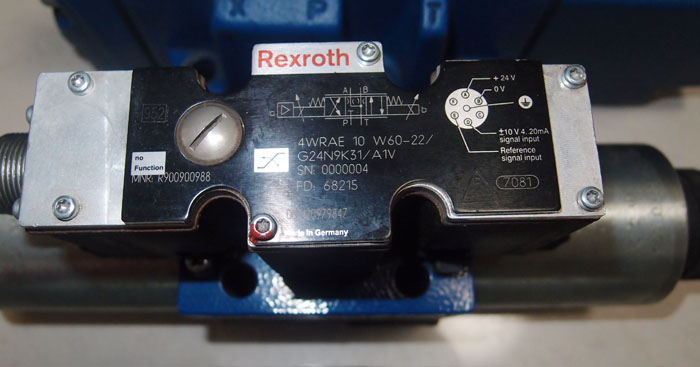 X P T
Rexroth
+ 24 V
0 V
±10 V 4..20mA
signal input
Reference
signal input
A B
a b
P T
4WRAE 10 W60-22/
G24N9K31/A1V
SN: 0000004
FD: 68215
no
Function
MNR: R900900988
7081
Made in Germany